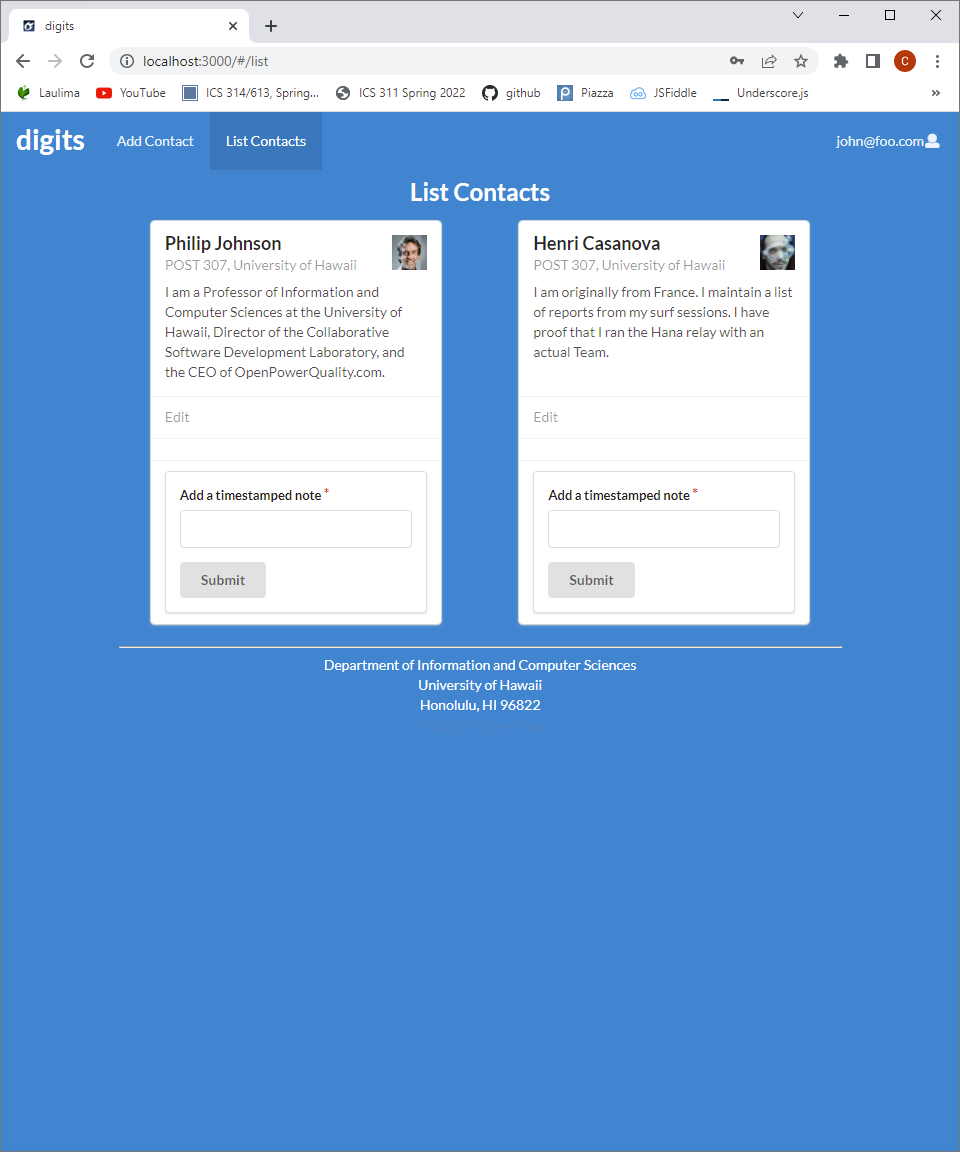 digits
localhost:3000/#/list
C
Laulima
YouTube
ICS 314/613, Spring...
ICS 311 Spring 2022
github
Piazza
JSFiddle
Underscore.js
»
digits
Add Contact
List Contacts
john@foo.com
List Contacts
Philip Johnson
POST 307, University of Hawaii
I am a Professor of Information and
Computer Sciences at the University of
Hawaii, Director of the Collaborative
Software Development Laboratory, and
the CEO of OpenPowerQuality.com.
Edit
Add a timestamped note *
Submit
Henri Casanova
POST 307, University of Hawaii
I am originally from France. I maintain a list
of reports from my surf sessions. I have
proof that I ran the Hana relay with an
actual Team.
Edit
Add a timestamped note *
Submit
Department of Information and Computer Sciences
University of Hawaii
Honolulu, HI 96822